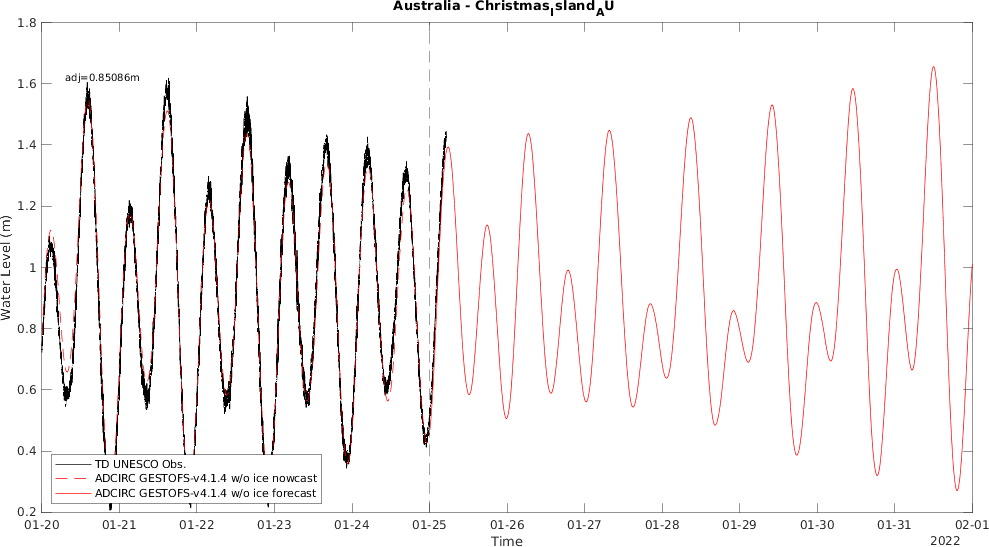 Australia - Christmas_Island_AU
1.8
1.6
1.4
1.2
1
0.8
0.6
0.4
0.2
Water Level (m)
adj=0.85086m
TD UNESCO Obs.
ADCIRC GESTOFS-v4.1.4 w/o ice nowcast
ADCIRC GESTOFS-v4.1.4 w/o ice forecast
01-20 01-21 01-22 01-23 01-24 01-25 01-26 01-27 01-28 01-29 01-30 01-31 02-01
Time
2022